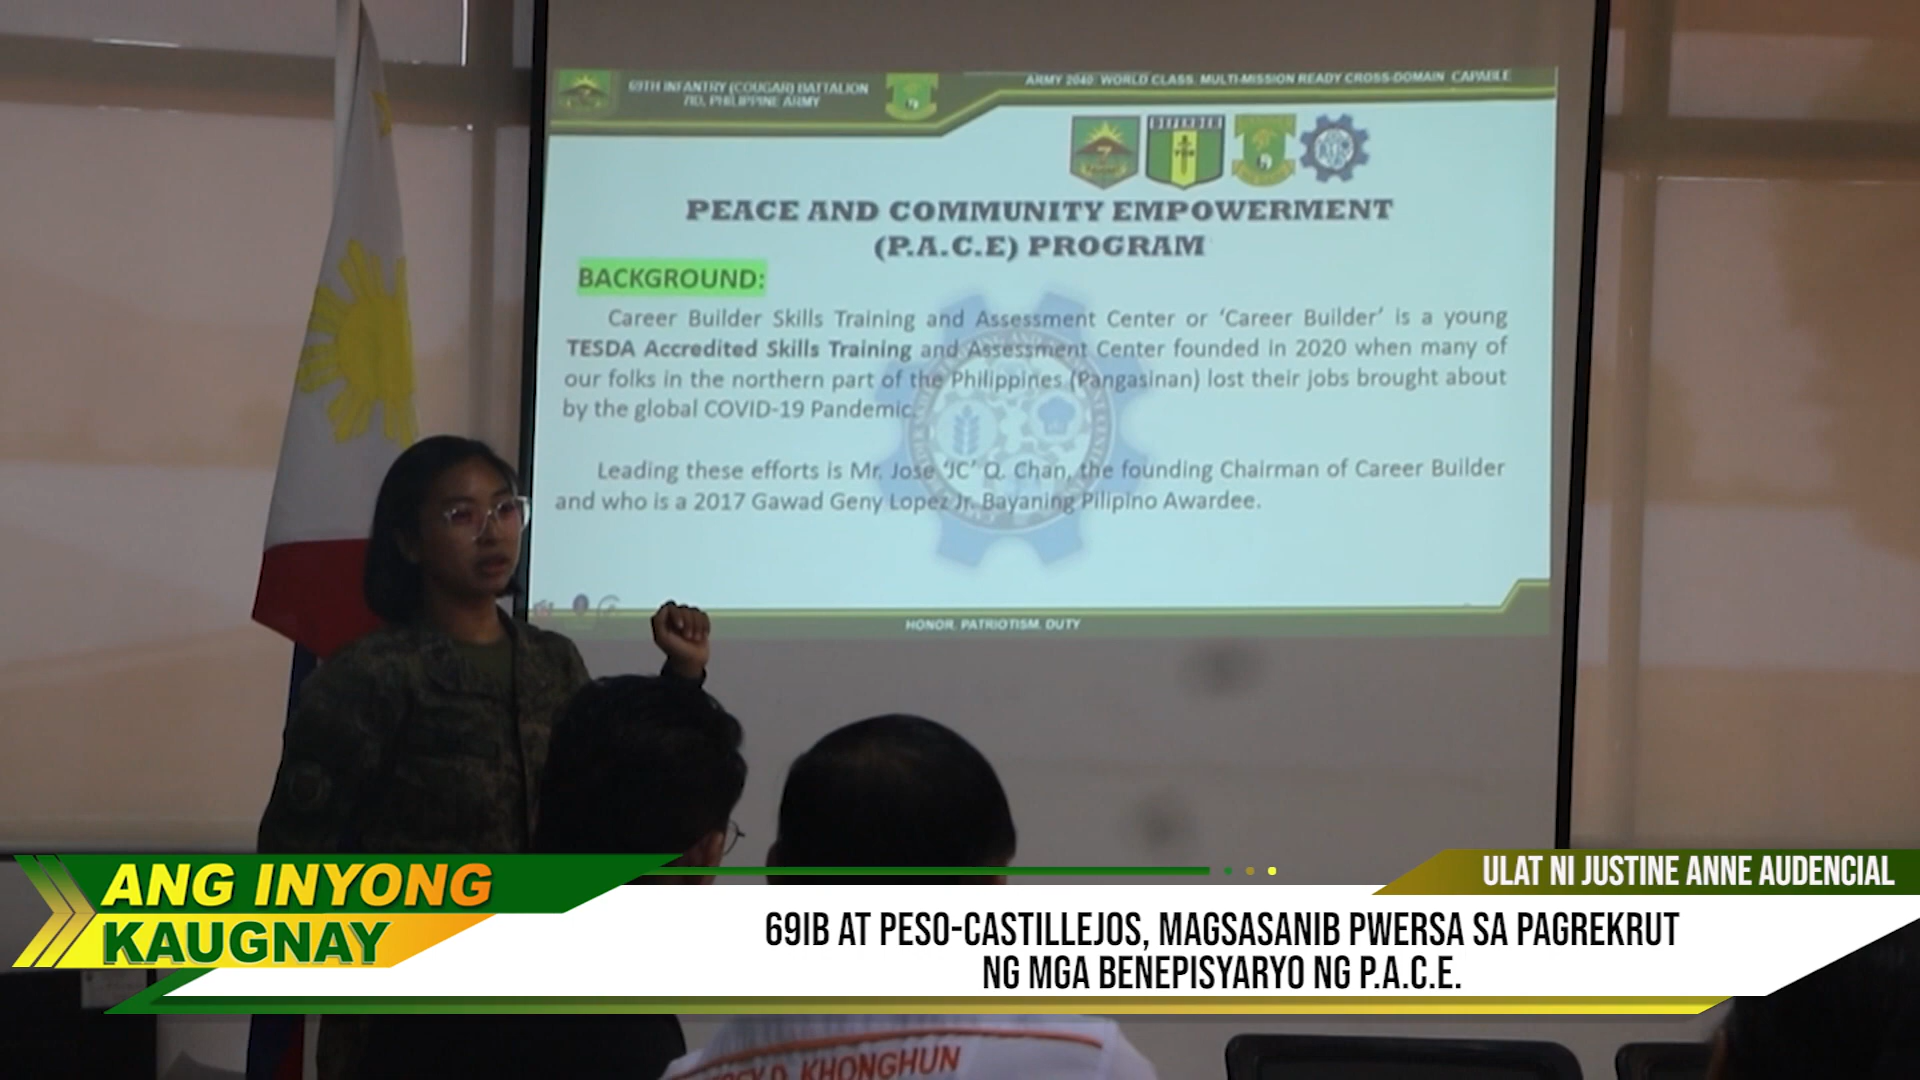 69TH INFANTRY (COUGAR) BATTALION
7ID, PHILIPPINE ARMY
ARMY 2040: WORLD CLASS. MULTI-MISSION READY CROSS-DOMAIN CAPABLE
DEFENDER
PEACE AND COMMUNITY EMPOWERMENT
(P.A.C.E) PROGRAM
BACKGROUND:
Career Builder Skills Training and Assessment Center or ‘Career Builder’ is a young
TESDA Accredited Skills Training and Assessment Center founded in 2020 when many of
our folks in the northern part of the Philippines (Pangasinan) lost their jobs brought about
by the global COVID-19 Pandemic.
Leading these efforts is Mr. Jose ‘JC’ Q. Chan, the founding Chairman of Career Builder
and who is a 2017 Gawad Geny Lopez Jr. Bayaning Pilipino Awardee.
HONOR. PATRIOTISM. DUTY
ULAT NI JUSTINE ANNE AUDENCIAL
ANG INYONG
KAUGNAY
69IB AT PESO-CASTILLEJOS, MAGSASANIB PWERSA SA PAGREKRUT
NG MGA BENEPISYARYO NG P.A.C.E.
D. KHONGHUN